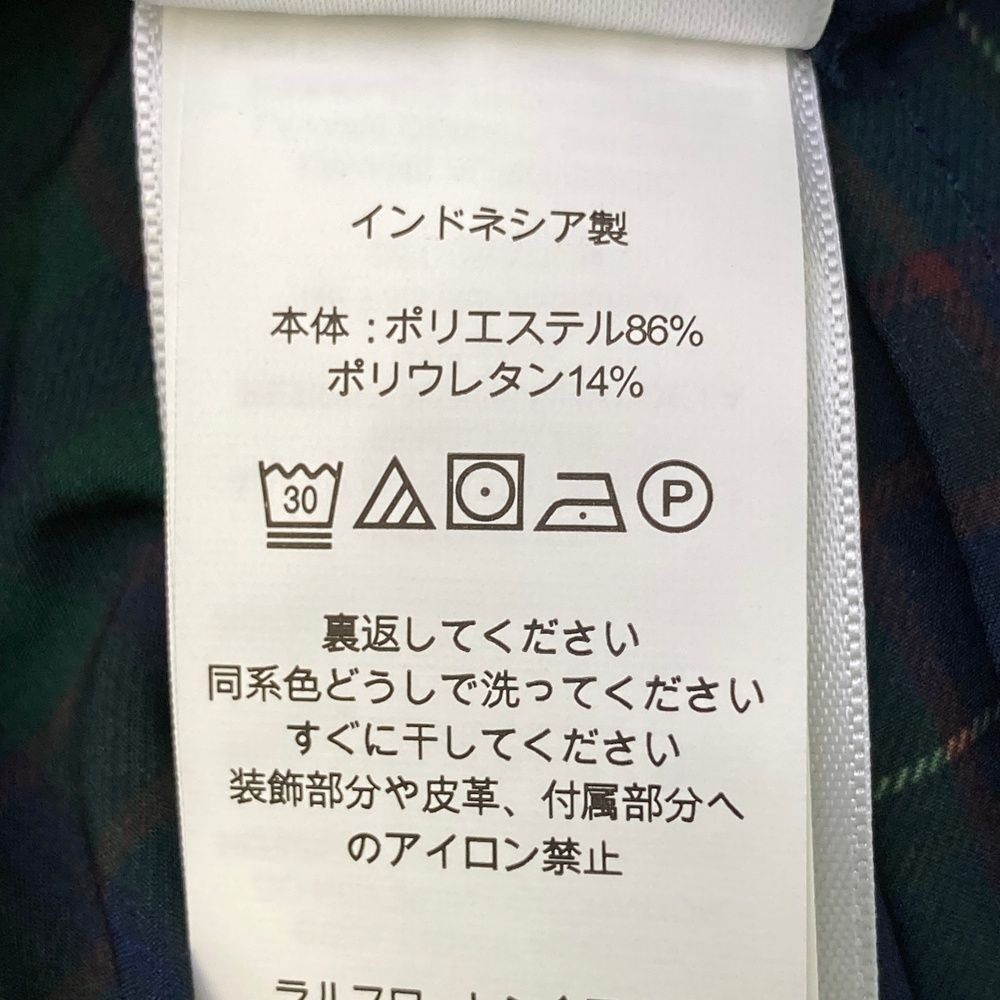 インドネシア製
本体 : ポリエステル86%
ポリウレタン14%
30 P
裏返してください
同系色どうしで洗ってください
すぐに干してください
装飾部分や皮革、付属部分へ
のアイロン禁止